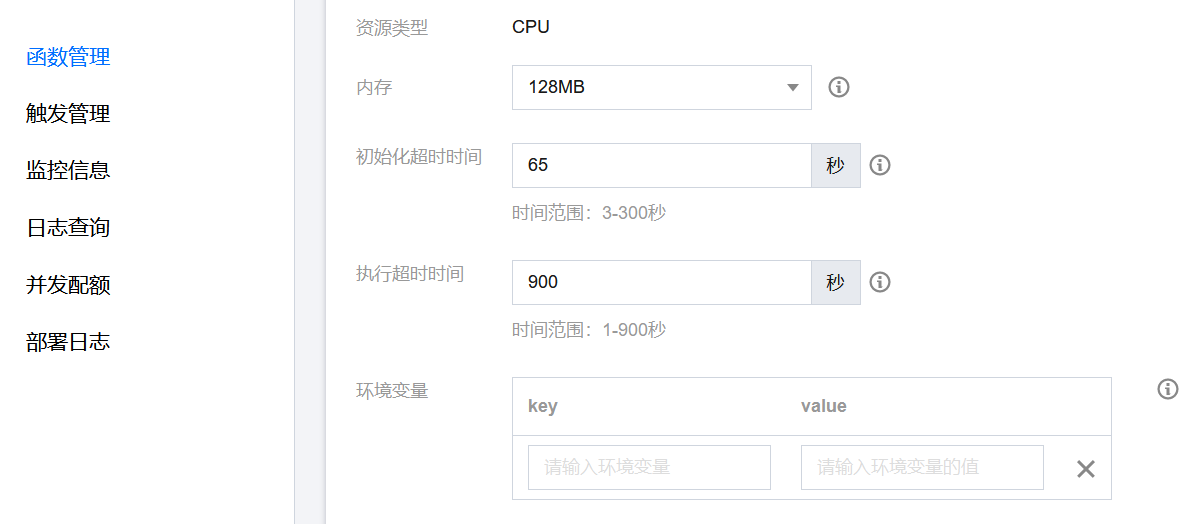 函数管理
触发管理
监控信息
日志查询
并发配额
部署日志
资源类型 CPU
内存 128MB
初始化超时时间 65 秒
时间范围：3-300秒
执行超时时间 900 秒
时间范围：1-900秒
环境变量 key value
请输入环境变量 请输入环境变量的值